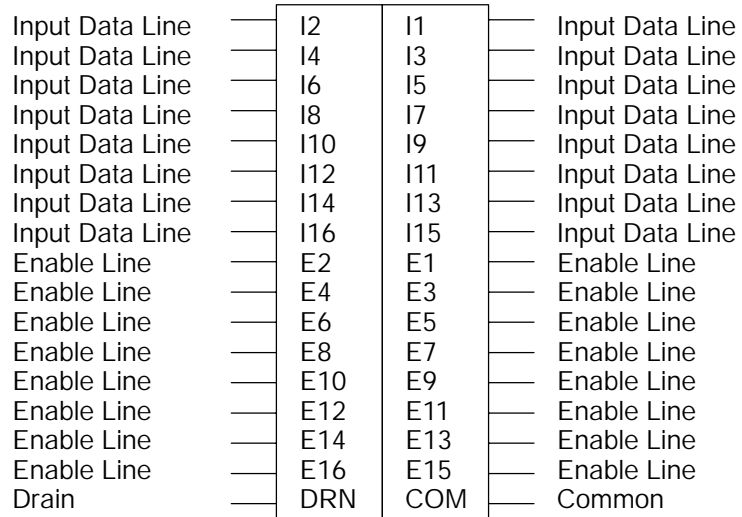 Input Data Line I2 I1 Input Data Line
Input Data Line I4 I3 Input Data Line
Input Data Line I6 I5 Input Data Line
Input Data Line I8 I7 Input Data Line
Input Data Line I10 I9 Input Data Line
Input Data Line I12 I11 Input Data Line
Input Data Line I14 I13 Input Data Line
Input Data Line I16 I15 Input Data Line
Enable Line E2 E1 Enable Line
Enable Line E4 E3 Enable Line
Enable Line E6 E5 Enable Line
Enable Line E8 E7 Enable Line
Enable Line E10 E9 Enable Line
Enable Line E12 E11 Enable Line
Enable Line E14 E13 Enable Line
Enable Line E16 E15 Enable Line
Drain DRN COM Common